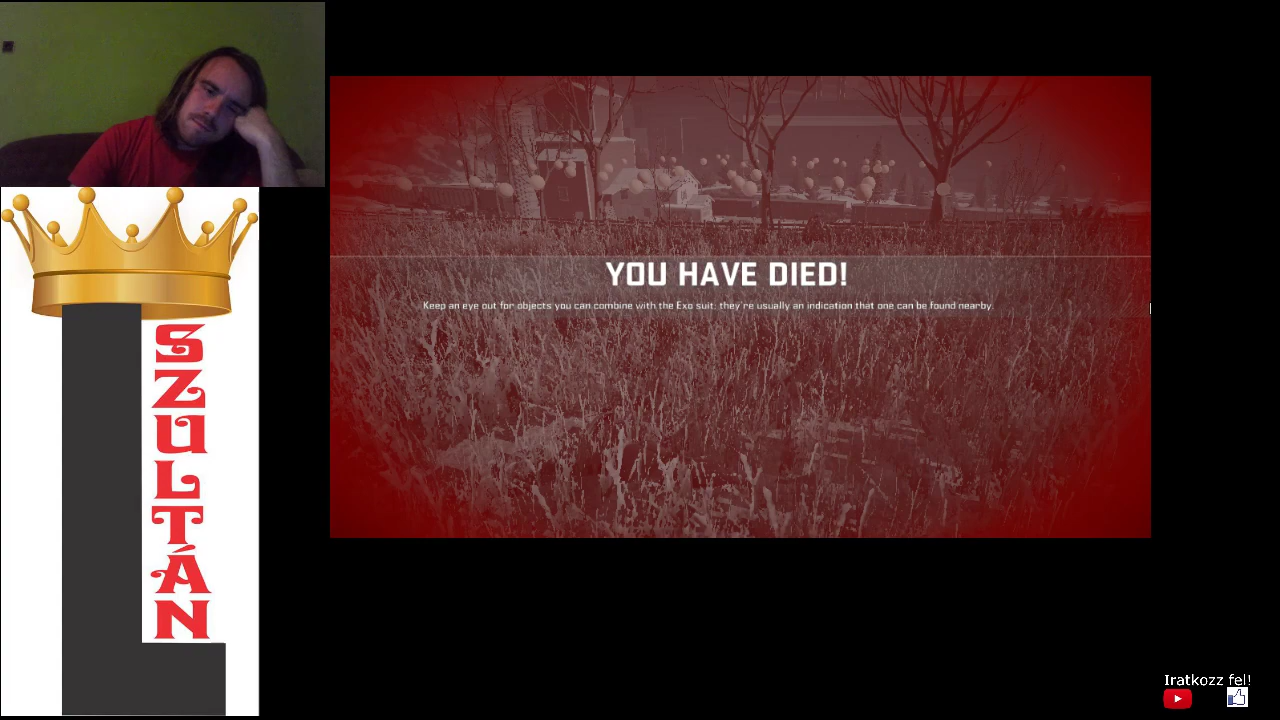 SZULTÁN
YOU HAVE DIED!
Keep an eye out for objects you can combine with the Exo suit; they're usually an indication that one can be found nearby.
Iratkozz fel!